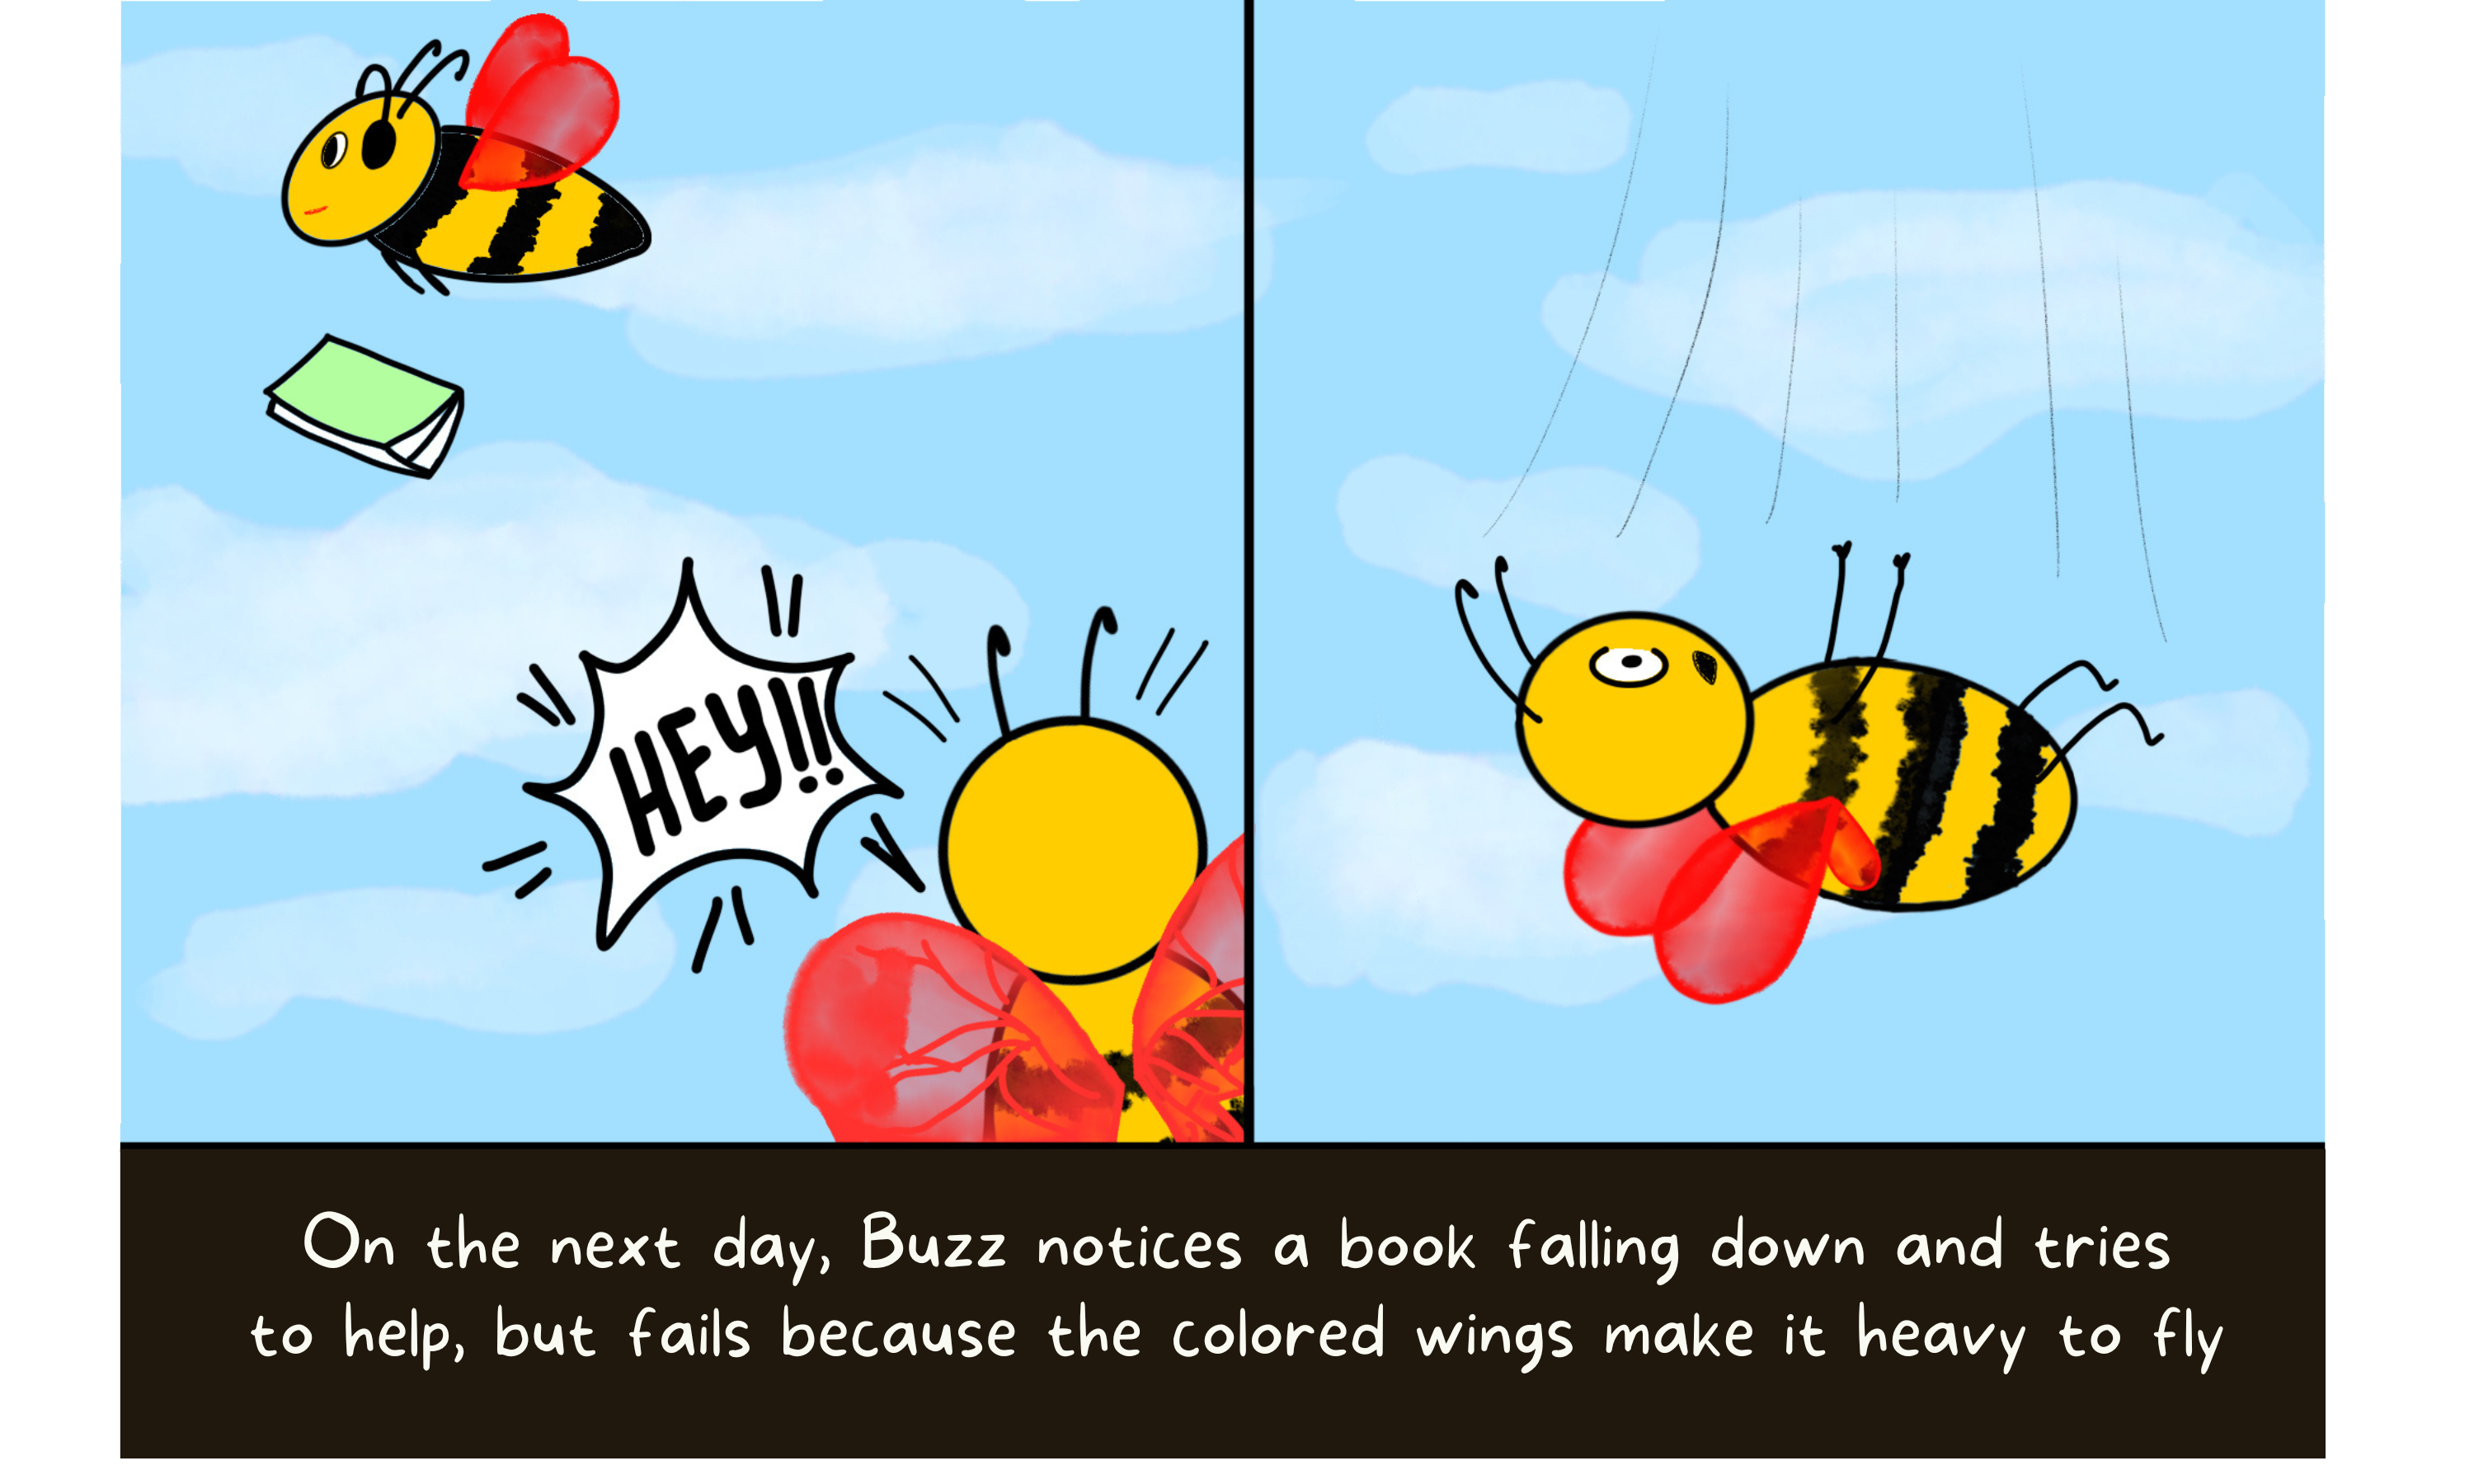 HEY!!
On the next day, Buzz notices a book falling down and tries
to help, but fails because the colored wings make it heavy to fly